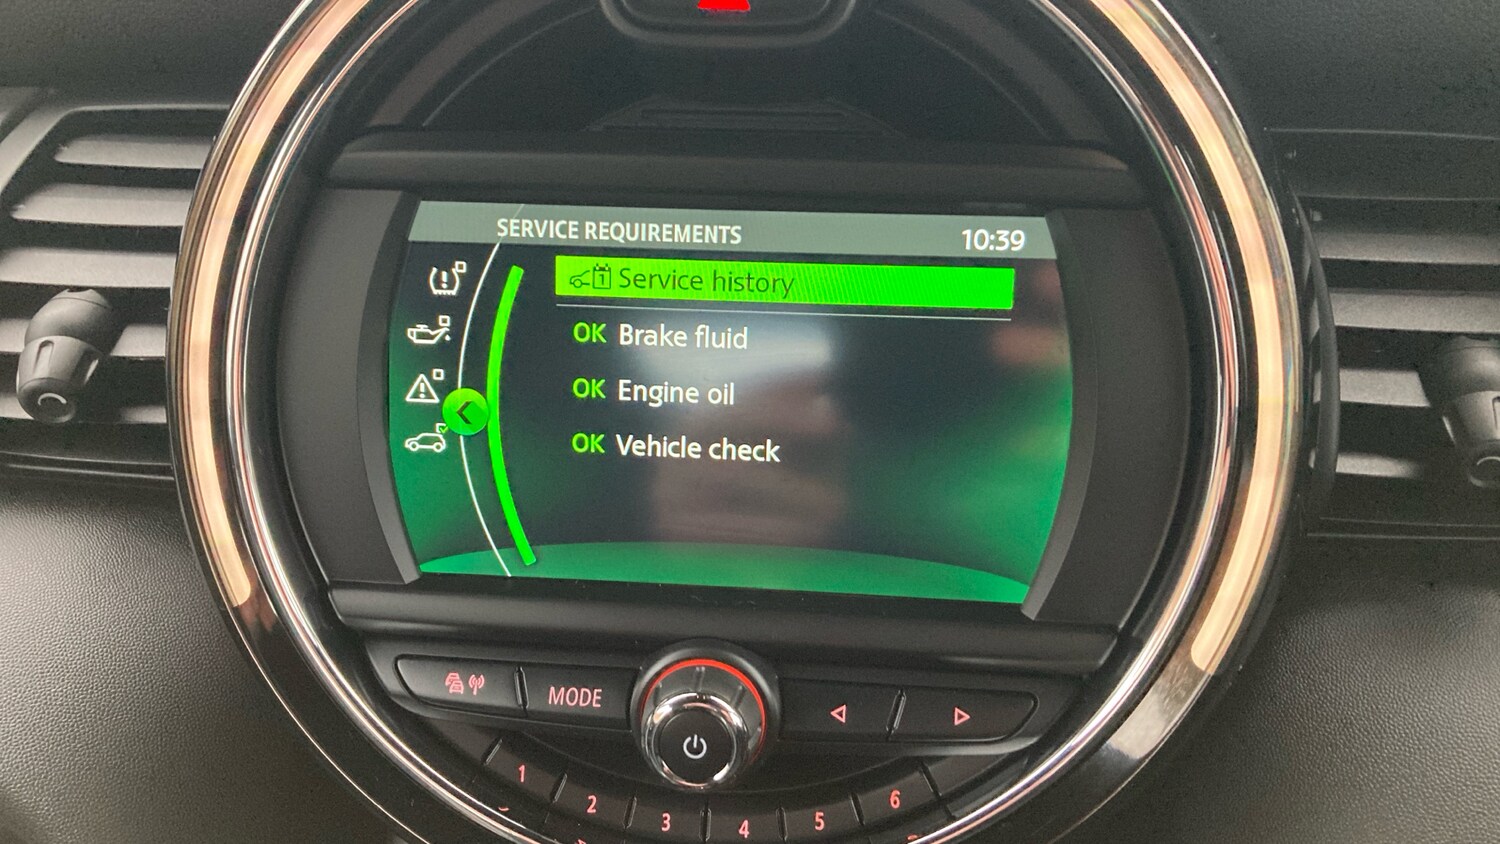 SERVICE REQUIREMENTS 10:39
1 Service history
OK Brake fluid
OK Engine oil
OK Vehicle check
MODE
1 2 3 4 5 6